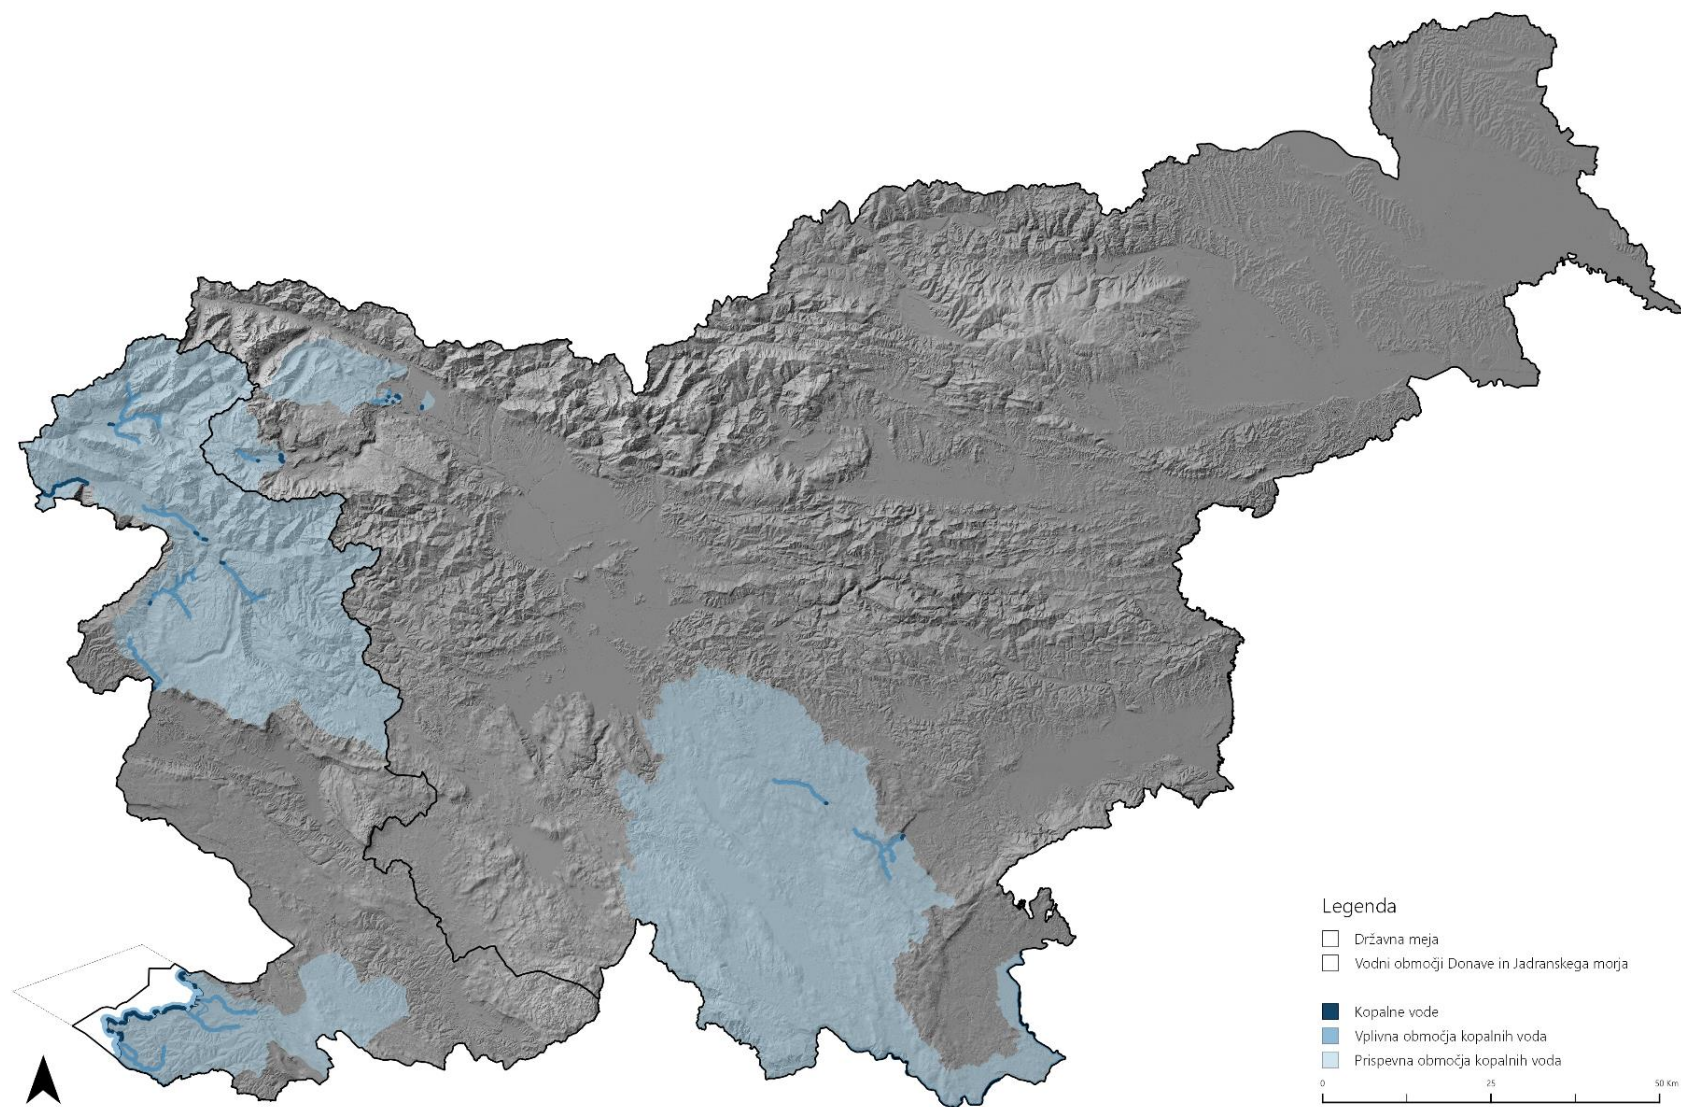 Legenda
Državna meja
Vodni območji Donave in Jadranskega morja
Kopalne vode
Vplivna območja kopalnih voda
Prispevna območja kopalnih voda
0 25 50 Km